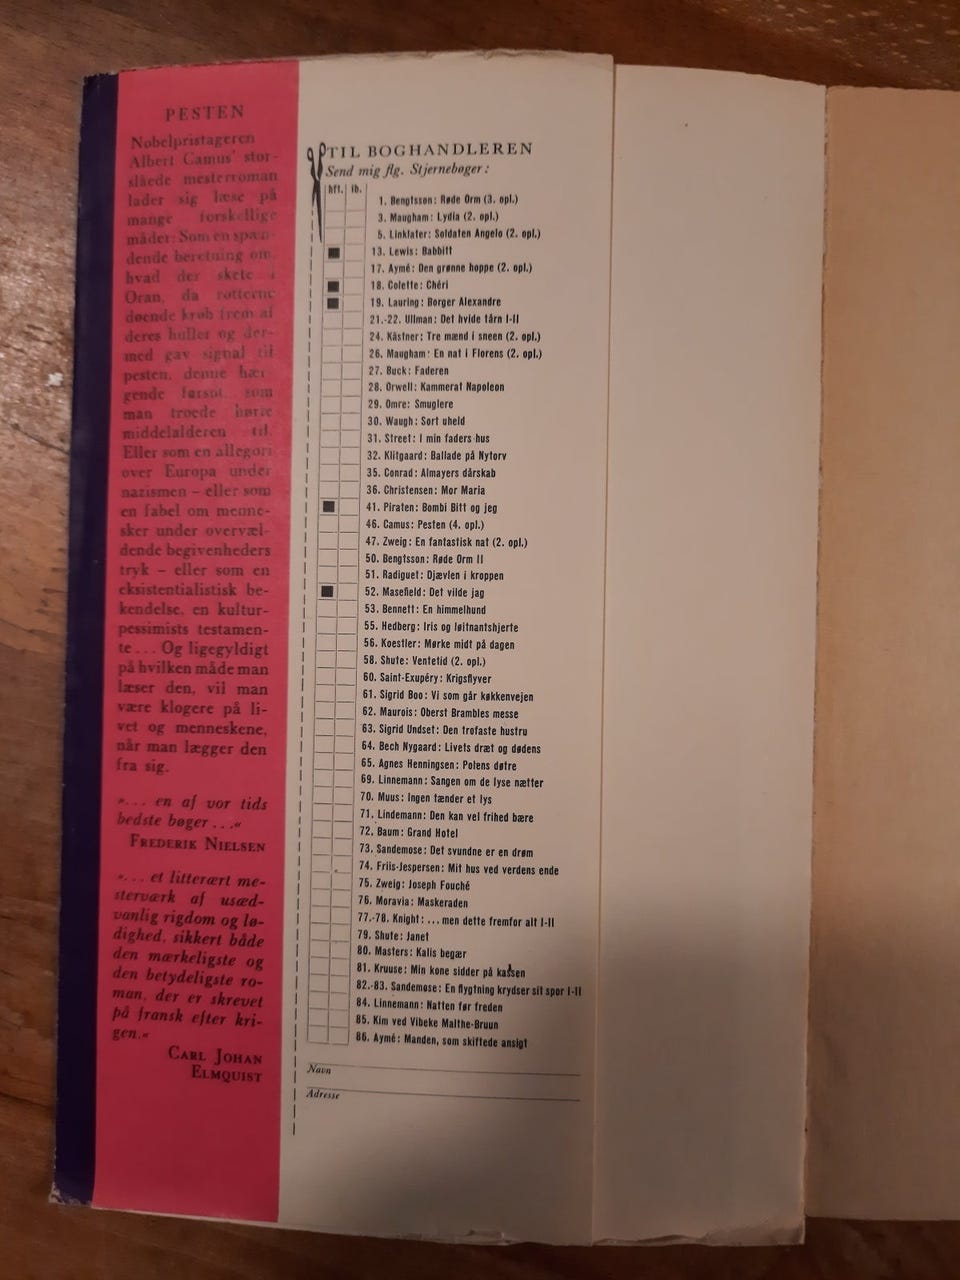 PESTEN
Nobelpristageren
Albert Camus' stor-
slåede mesterroman
lader sig læse på
mange forskellige
måder: Som en spæn-
dende beretning om,
hvad der skete i
Oran, da rotterne
døende krøb frem af
deres huller og der-
med gav signal til
pesten, denne hær-
gende farsot, som
man troede hørte
middelalderen til.
Eller som en allegori
over Europa under
nazismen – eller som
en fabel om menne-
sker under overvæl-
dende begivenheders
tryk – eller som en
eksistentialistisk be-
kendelse, en kultur-
pessimists testamen-
te... Og ligegyldigt
på hvilken måde man
læser den, vil man
være klogere på li-
vet og menneskene,
når man lægger den
fra sig.
»... en af vor tids
bedste bøger...«
FREDERIK NIELSEN
»... et litterært me-
sterværk af usæd-
vanlig rigdom og lø-
dighed, sikkert både
den mærkeligste og
den betydeligste ro-
man, der er skrevet
på fransk efter kri-
gen.«
CARL JOHAN
ELMQUIST
TIL BOGHANDLEREN
Send mig flg. Stjernebøger:
hft. ib.
1. Bengtsson: Røde Orm (3. opl.)
3. Maugham: Lydia (2. opl.)
5. Linklater: Soldaten Angelo (2. opl.)
13. Lewis: Babbitt
17. Aymé: Den grønne hoppe (2. opl.)
18. Colette: Chéri
19. Lauring: Borger Alexandre
21.-22. Ullman: Det hvide tårn I-II
24. Kästner: Tre mænd i sneen (2. opl.)
26. Maugham: En nat i Florens (2. opl.)
27. Buck: Faderen
28. Orwell: Kammerat Napoleon
29. Omre: Smuglere
30. Waugh: Sort uheld
31. Street: I min faders hus
32. Klitgaard: Ballade på Nytorv
35. Conrad: Almayers dårskab
36. Christensen: Mor Maria
41. Piraten: Bombi Bitt og jeg
46. Camus: Pesten (4. opl.)
47. Zweig: En fantastisk nat (2. opl.)
50. Bengtsson: Røde Orm II
51. Radiguet: Djævlen i kroppen
52. Masefield: Det vilde jag
53. Bennett: En himmelhund
55. Hedberg: Iris og løitnantshjerte
56. Koestler: Mørke midt på dagen
58. Shute: Ventetid (2. opl.)
60. Saint-Exupéry: Krigsflyver
61. Sigrid Boo: Vi som går køkkenvejen
62. Maurois: Oberst Brambles messe
63. Sigrid Undset: Den trofaste hustru
64. Bech Nygaard: Livets dræt og dødens
65. Agnes Henningsen: Polens døtre
69. Linnemann: Sangen om de lyse nætter
70. Muus: Ingen tænder et lys
71. Lindemann: Den kan vel frihed bære
72. Baum: Grand Hotel
73. Sandemose: Det svundne er en drøm
74. Friis-Jespersen: Mit hus ved verdens ende
75. Zweig: Joseph Fouché
76. Moravia: Maskeraden
77.-78. Knight: ...men dette fremfor alt I-II
79. Shute: Janet
80. Masters: Kalis begær
81. Kruuse: Min kone sidder på kassen
82.-83. Sandemose: En flygtning krydser sit spor I-II
84. Linnemann: Natten før freden
85. Kim ved Vibeke Malthe-Bruun
86. Aymé: Manden, som skiftede ansigt
Navn
Adresse